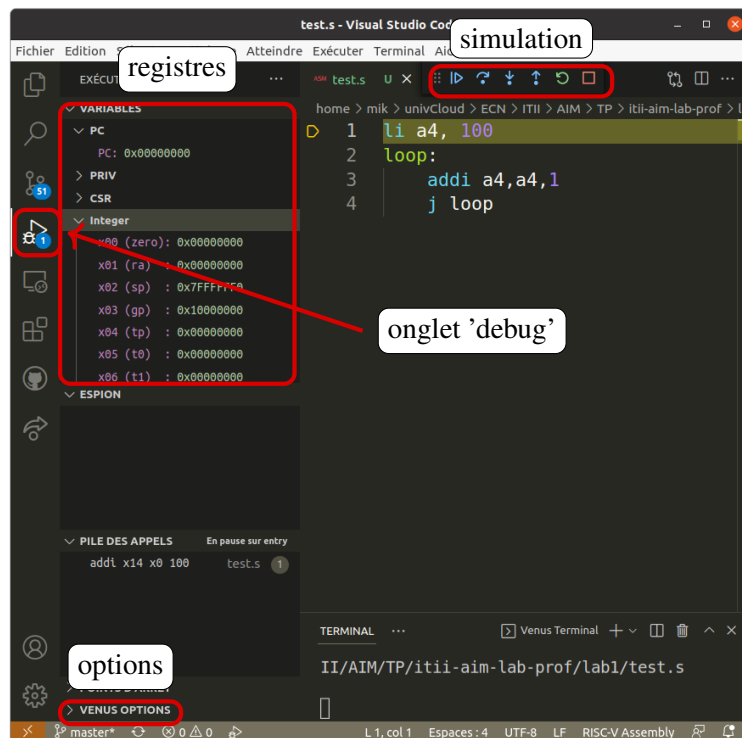 test.s - Visual Studio Cod
Fichier Edition Atteindre Exécuter Terminal
simulation
registres
EXÉCUT ···
ASM test.s U
home > mik > univCloud > ECN > ITII > AIM > TP > itii-aim-lab-prof > l
VARIABLES
PC
PC: 0x00000000
PRIV
CSR
Integer
x00 (zero): 0x00000000
x01 (ra) : 0x00000000
x02 (sp) : 0x7FFFFFF0
x03 (gp) : 0x10000000
x04 (tp) : 0x00000000
x05 (t0) : 0x00000000
x06 (t1) : 0x00000000
1 li a4, 100
2 loop:
3 addi a4,a4,1
4 j loop
51
1
onglet ’debug’
ESPION
PILE DES APPELS En pause sur entry
addi x14 x0 100 test.s 1
options
VENUS OPTIONS
TERMINAL ··· Venus Terminal
II/AIM/TP/itii-aim-lab-prof/lab1/test.s
master* 0 0 L 1, col 1 Espaces : 4 UTF-8 LF RISC-V Assembly